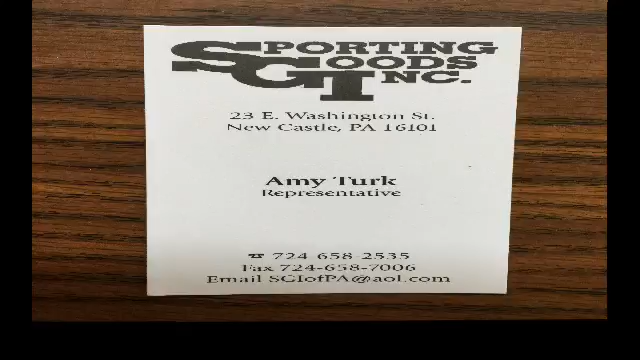 SPORTING
GOODS
INC.
23 E. Washington St.
New Castle, PA 16101
Amy Turk
Representative
☎ 724-658-2535
Fax 724-658-7006
Email SGIofPA@aol.com